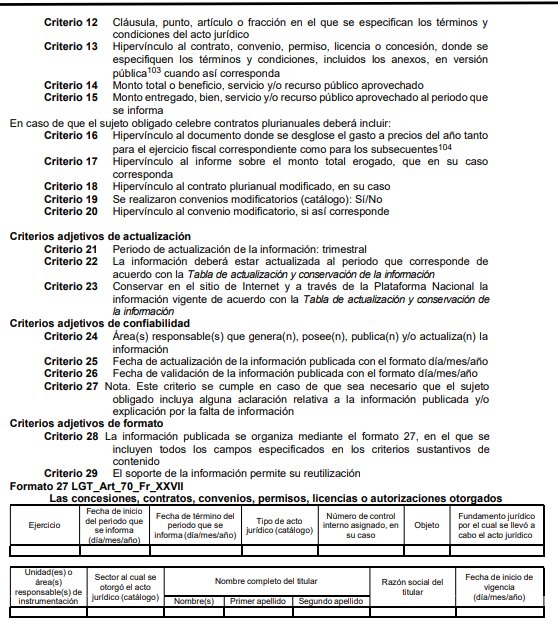 Criterio 12 Cláusula, punto, artículo o fracción en el que se especifican los términos y
condiciones del acto jurídico
Criterio 13 Hipervínculo al contrato, convenio, permiso, licencia o concesión, donde se
especifiquen los términos y condiciones, incluidos los anexos, en versión
pública103 cuando así corresponda
Criterio 14 Monto total o beneficio, servicio y/o recurso público aprovechado
Criterio 15 Monto entregado, bien, servicio y/o recurso público aprovechado al periodo que
se informa
En caso de que el sujeto obligado celebre contratos plurianuales deberá incluir:
Criterio 16 Hipervínculo al documento donde se desglose el gasto a precios del año tanto
para el ejercicio fiscal correspondiente como para los subsecuentes104
Criterio 17 Hipervínculo al informe sobre el monto total erogado, que en su caso
corresponda
Criterio 18 Hipervínculo al contrato plurianual modificado, en su caso
Criterio 19 Se realizaron convenios modificatorios (catálogo): Sí/No
Criterio 20 Hipervínculo al convenio modificatorio, si así corresponde
Criterios adjetivos de actualización
Criterio 21 Periodo de actualización de la información: trimestral
Criterio 22 La información deberá estar actualizada al periodo que corresponde de
acuerdo con la Tabla de actualización y conservación de la información
Criterio 23 Conservar en el sitio de Internet y a través de la Plataforma Nacional la
información vigente de acuerdo con la Tabla de actualización y conservación de
la información
Criterios adjetivos de confiabilidad
Criterio 24 Área(s) responsable(s) que genera(n), posee(n), publica(n) y/o actualiza(n) la
información
Criterio 25 Fecha de actualización de la información publicada con el formato día/mes/año
Criterio 26 Fecha de validación de la información publicada con el formato día/mes/año
Criterio 27 Nota. Este criterio se cumple en caso de que sea necesario que el sujeto
obligado incluya alguna aclaración relativa a la información publicada y/o
explicación por la falta de información
Criterios adjetivos de formato
Criterio 28 La información publicada se organiza mediante el formato 27, en el que se
incluyen todos los campos especificados en los criterios sustantivos de
contenido
Criterio 29 El soporte de la información permite su reutilización
Formato 27 LGT_Art_70_Fr_XXVII
Las concesiones, contratos, convenios, permisos, licencias o autorizaciones otorgados
Ejercicio
Fecha de inicio
del periodo que
se informa
(día/mes/año)
Fecha de término del
periodo que se
informa (día/mes/año)
Tipo de acto
jurídico (catálogo)
Número de control
interno asignado, en
su caso
Objeto
Fundamento jurídico
por el cual se llevó a
cabo el acto jurídico
Unidad(es) o
área(s)
responsable(s) de
instrumentación
Sector al cual se
otorgó el acto
jurídico (catálogo)
Nombre completo del titular
Nombre(s) Primer apellido Segundo apellido
Razón social del
titular
Fecha de inicio de
vigencia
(día/mes/año)